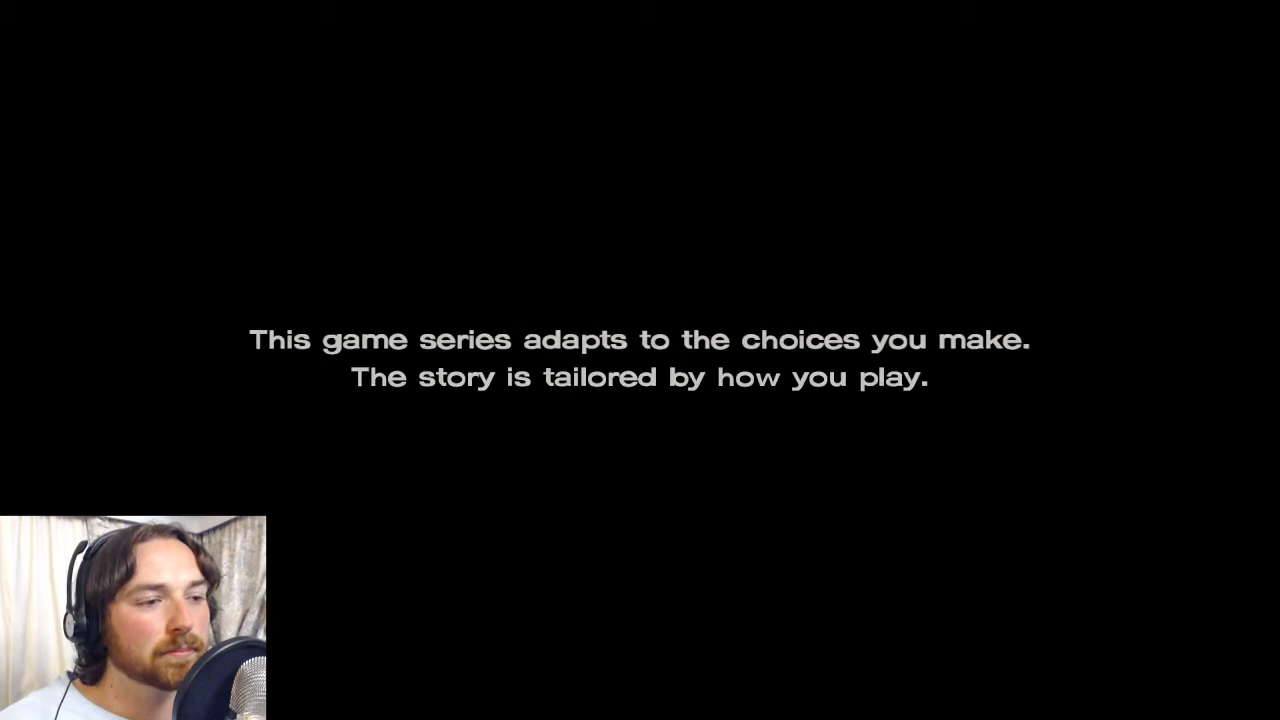 This game series adapts to the choices you make.
The story is tailored by how you play.